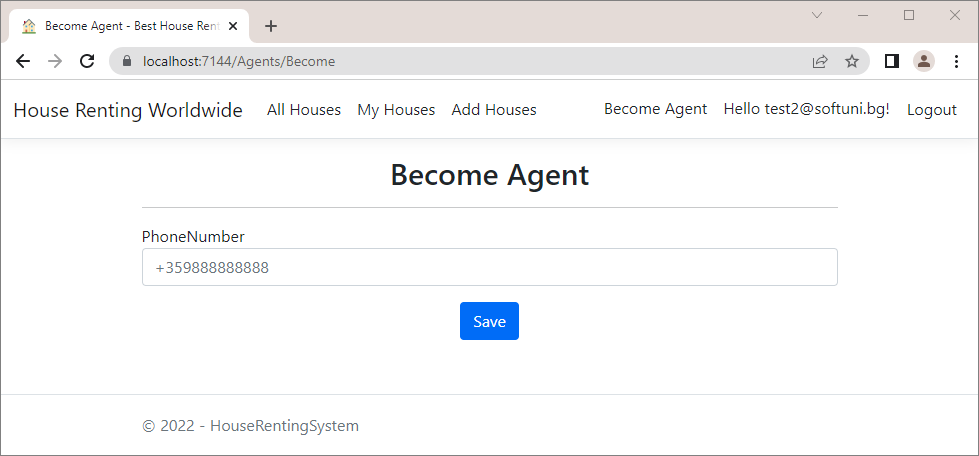 Become Agent - Best House Rent
localhost:7144/Agents/Become
House Renting Worldwide All Houses My Houses Add Houses Become Agent Hello test2@softuni.bg! Logout
Become Agent
PhoneNumber
+359888888888
Save
© 2022 - HouseRentingSystem